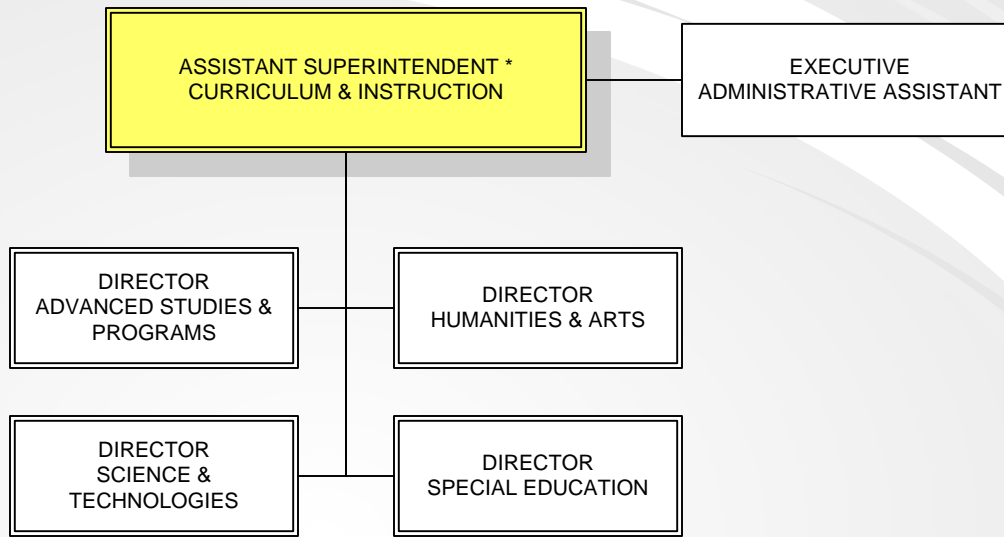 ASSISTANT SUPERINTENDENT *
CURRICULUM & INSTRUCTION
EXECUTIVE
ADMINISTRATIVE ASSISTANT
DIRECTOR
ADVANCED STUDIES &
PROGRAMS
DIRECTOR
HUMANITIES & ARTS
DIRECTOR
SCIENCE &
TECHNOLOGIES
DIRECTOR
SPECIAL EDUCATION